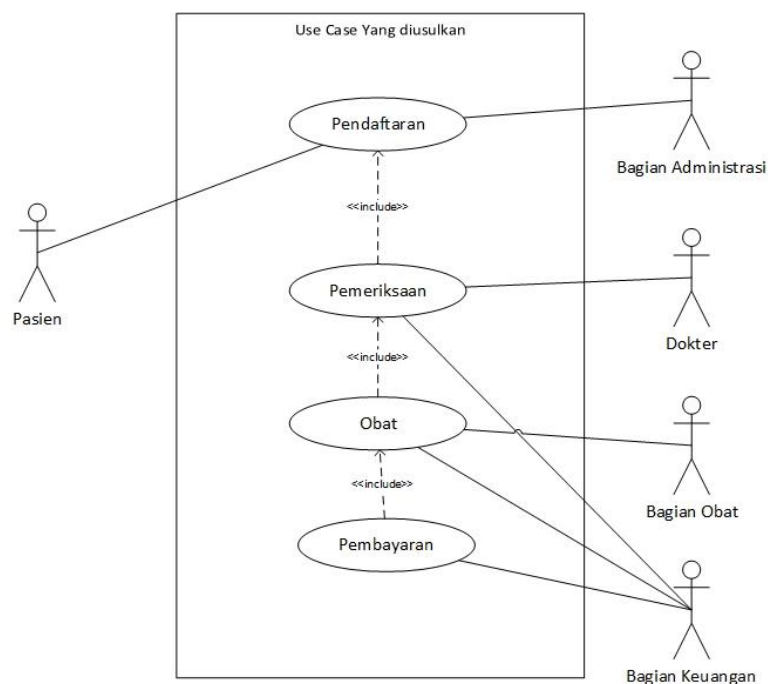 Use Case Yang diusulkan
Pendaftaran
Bagian Administrasi
<<include>>
Pasien
Pemeriksaan
Dokter
<<include>>
Obat
Bagian Obat
<<include>>
Pembayaran
Bagian Keuangan